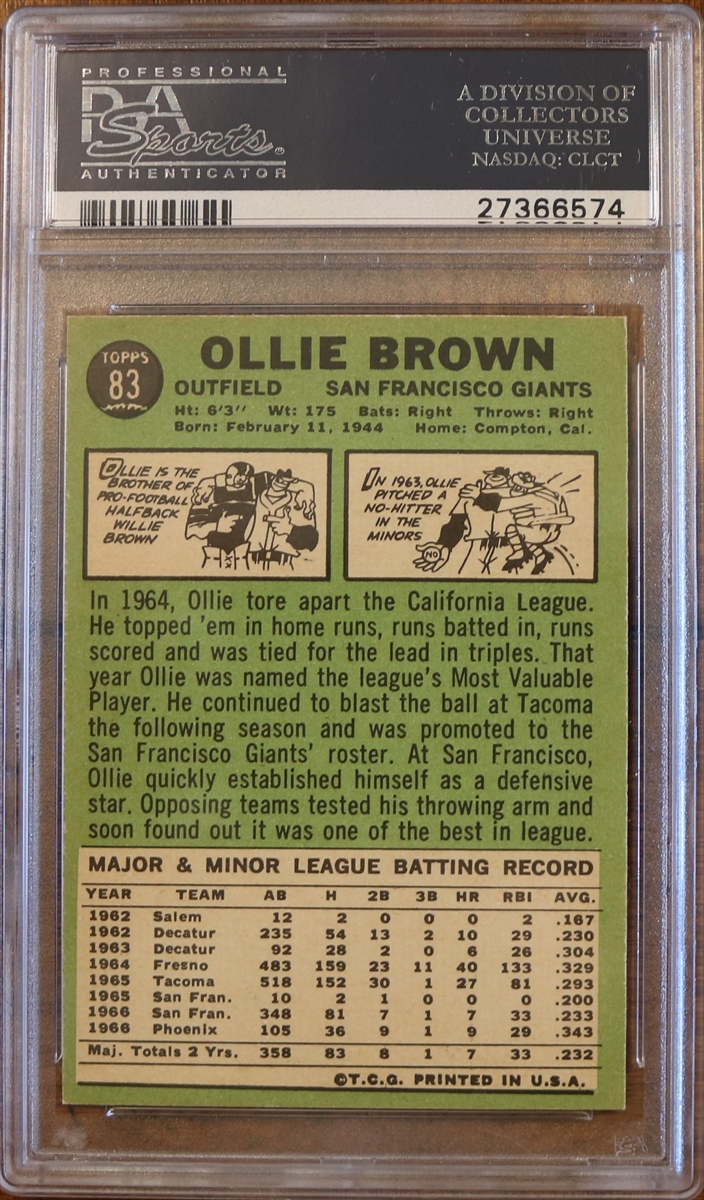 PROFESSIONAL
PSA
Sports
AUTHENTICATOR
A DIVISION OF
COLLECTORS
UNIVERSE
NASDAQ: CLCT
27366574
TOPPS
83
OLLIE BROWN
OUTFIELD SAN FRANCISCO GIANTS
Ht: 6'3" Wt: 175 Bats: Right Throws: Right
Born: February 11, 1944 Home: Compton, Cal.
OLLIE IS THE
BROTHER OF
PRO-FOOTBALL
HALFBACK
WILLIE
BROWN
IN 1963, OLLIE
PITCHED A
NO-HITTER
IN THE
MINORS
NO
In 1964, Ollie tore apart the California League.
He topped 'em in home runs, runs batted in, runs
scored and was tied for the lead in triples. That
year Ollie was named the league's Most Valuable
Player. He continued to blast the ball at Tacoma
the following season and was promoted to the
San Francisco Giants' roster. At San Francisco,
Ollie quickly established himself as a defensive
star. Opposing teams tested his throwing arm and
soon found out it was one of the best in league.
MAJOR & MINOR LEAGUE BATTING RECORD
YEAR TEAM AB H 2B 3B HR RBI AVG.
1962 Salem 12 2 0 0 0 2 .167
1962 Decatur 235 54 13 2 10 29 .230
1963 Decatur 92 28 2 0 6 26 .304
1964 Fresno 483 159 23 11 40 133 .329
1965 Tacoma 518 152 30 1 27 81 .293
1965 San Fran. 10 2 1 0 0 0 .200
1966 San Fran. 348 81 7 1 7 33 .233
1966 Phoenix 105 36 9 1 9 29 .343
Maj. Totals 2 Yrs. 358 83 8 1 7 33 .232
©T.C.G. PRINTED IN U.S.A.